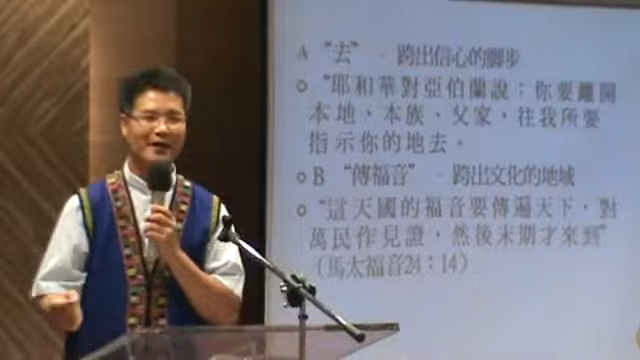 A “去” - 跨出信心的腳步
“耶和華對亞伯蘭說：你要離開
本地、本族、父家，往我所要
指示你的地去。
B “傳福音” - 跨出文化的地域
“這天國的福音要傳遍天下，對
萬民作見證，然後末期才來到”
（馬太福音24：14）